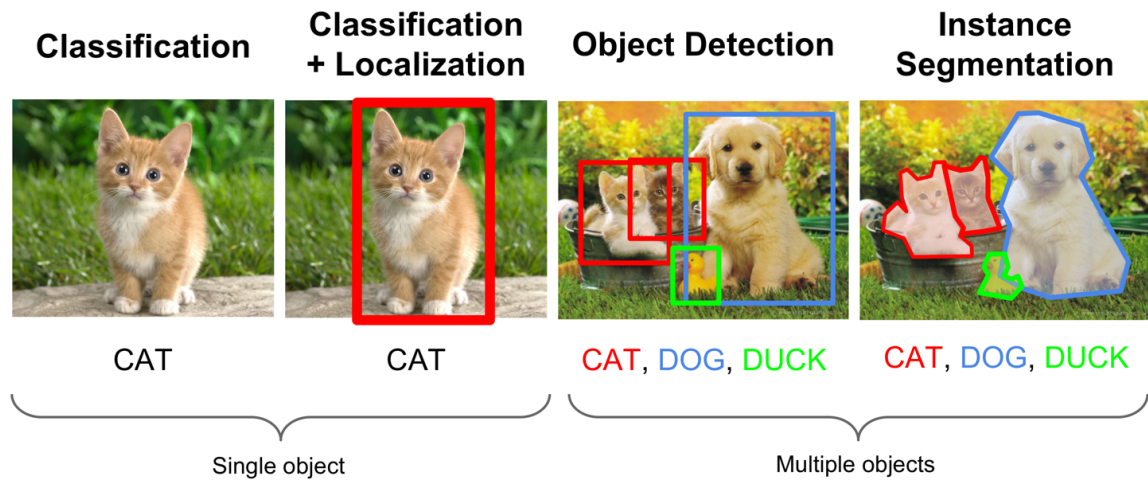 Classification
Classification
+ Localization
Object Detection
Instance
Segmentation
CAT
CAT
CAT, DOG, DUCK
CAT, DOG, DUCK
Single object
Multiple objects